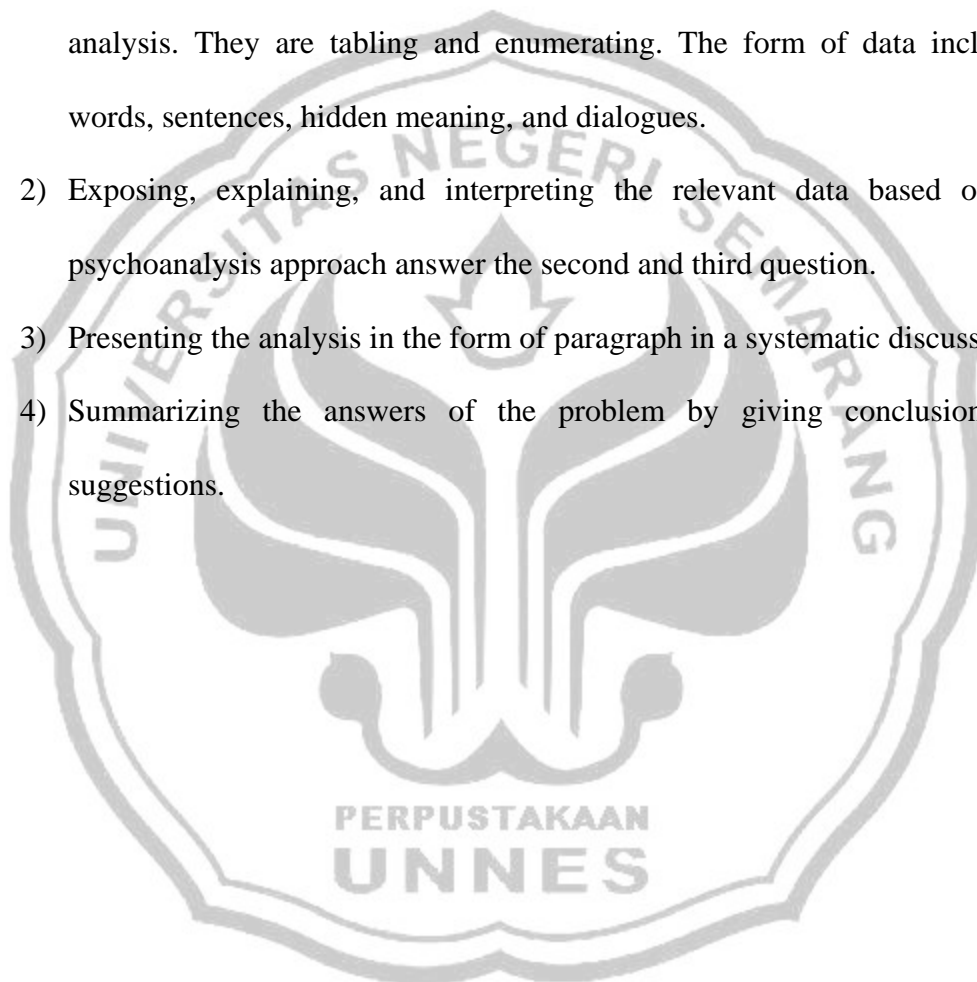 analysis. They are tabling and enumerating. The form of data incl
words, sentences, hidden meaning, and dialogues.
2) Exposing, explaining, and interpreting the relevant data based o
psychoanalysis approach answer the second and third question.
3) Presenting the analysis in the form of paragraph in a systematic discuss
4) Summarizing the answers of the problem by giving conclusion
suggestions.
UNIVERSITAS NEGERI SEMARANG
PERPUSTAKAAN
UNNES